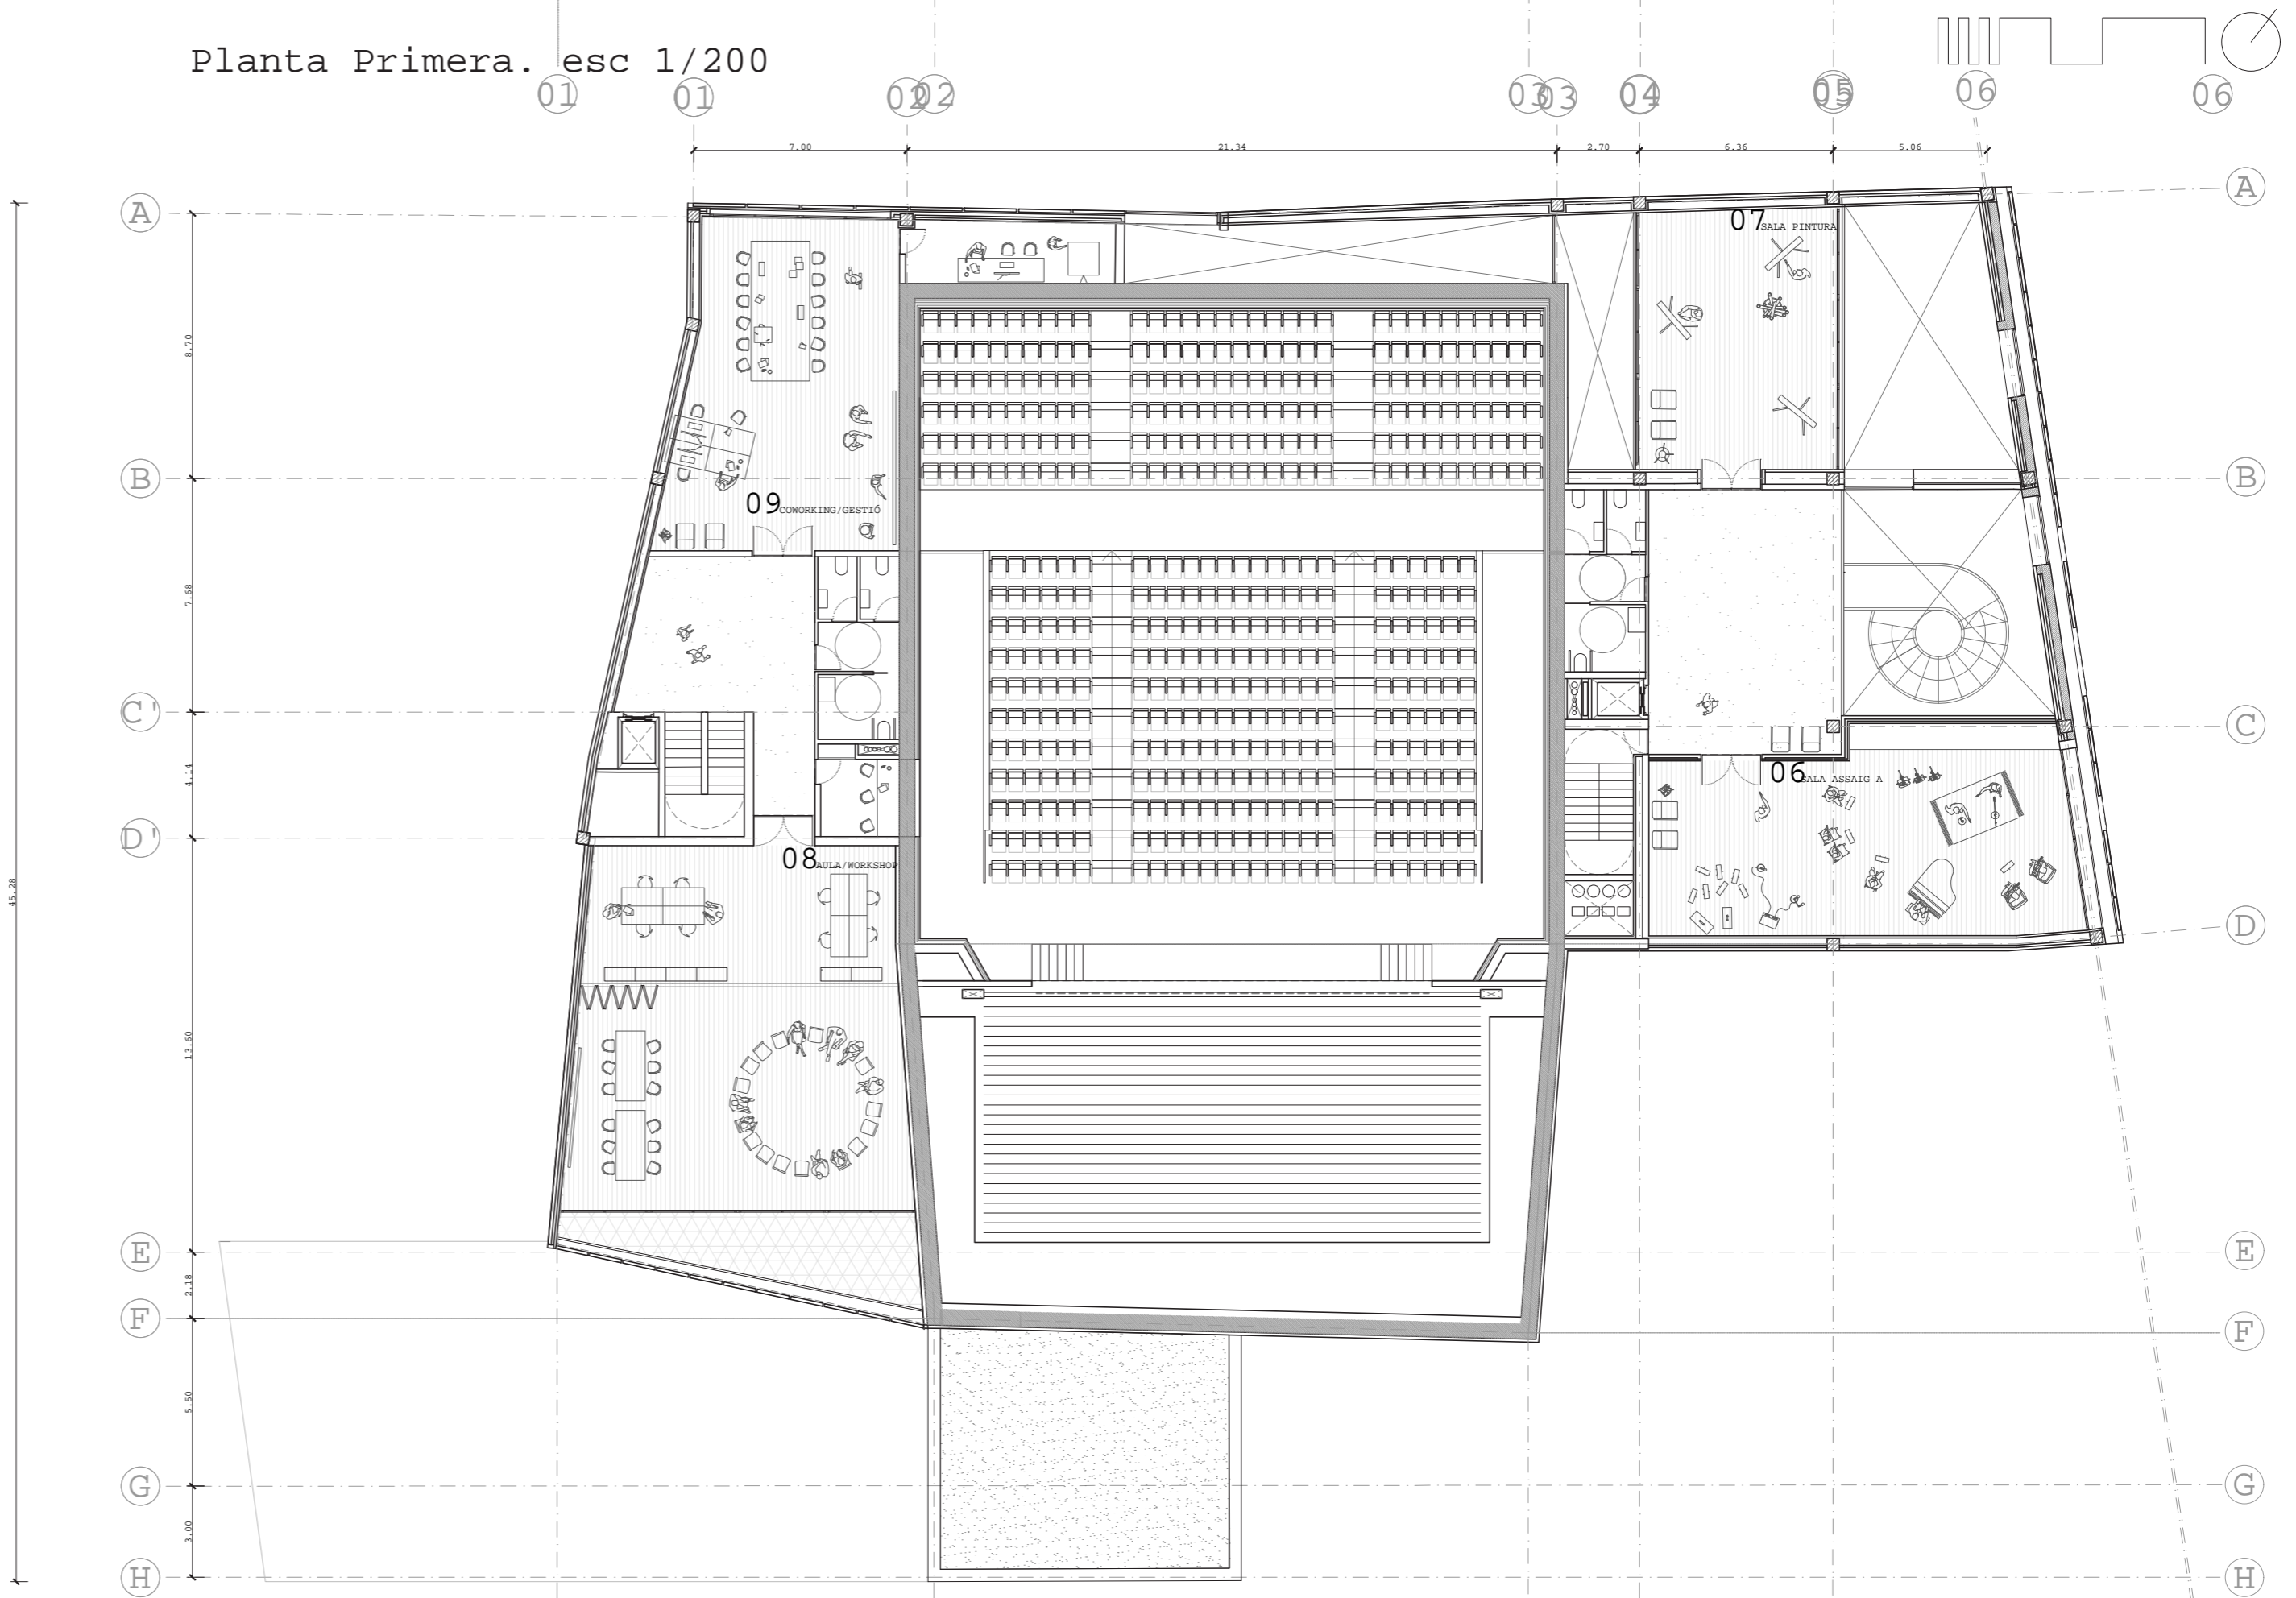 Planta Primera. esc 1/200
01 01 02 02 03 03 04 04 05 05 06 06
7.00 21.34 2.70 6.36 5.06
A A
07 SALA PINTURA
8.70
B B
09 COWORKING/GESTIÓ
7.68
C' C
06 SALA ASSAIG A
4.14
D'
08 AULA/WORKSHOP
45.28
D
13.60
E E
2.18
F F
5.50
G G
3.00
H H